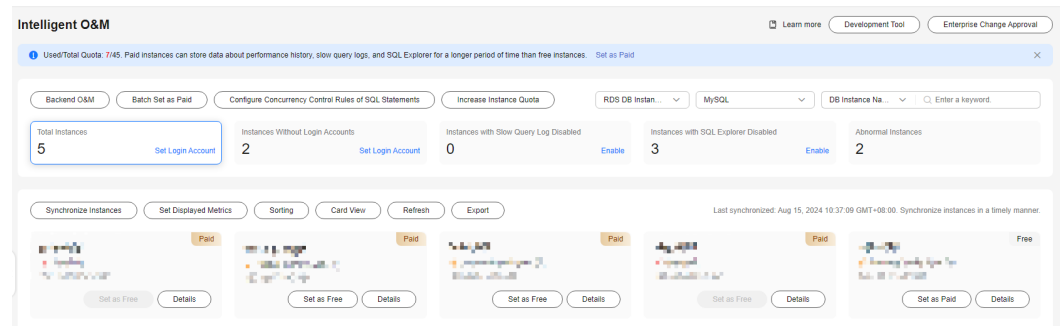 Intelligent O&M
Learn more
Development Tool
Enterprise Change Approval
Used/Total Quota: 7/45. Paid instances can store data about performance history, slow query logs, and SQL Explorer for a longer period of time than free instances. Set as Paid
Backend O&M
Batch Set as Paid
Configure Concurrency Control Rules of SQL Statements
Increase Instance Quota
RDS DB Instan...
MySQL
DB Instance Na...
Enter a keyword.
Total Instances
5
Set Login Account
Instances Without Login Accounts
2
Set Login Account
Instances with Slow Query Log Disabled
0
Enable
Instances with SQL Explorer Disabled
3
Enable
Abnormal Instances
2
Synchronize Instances
Set Displayed Metrics
Sorting
Card View
Refresh
Export
Last synchronized: Aug 15, 2024 10:37:09 GMT+08:00. Synchronize instances in a timely manner.
Paid
Set as Free
Details
Paid
Set as Free
Details
Paid
Set as Free
Details
Paid
Set as Free
Details
Free
Set as Paid
Details